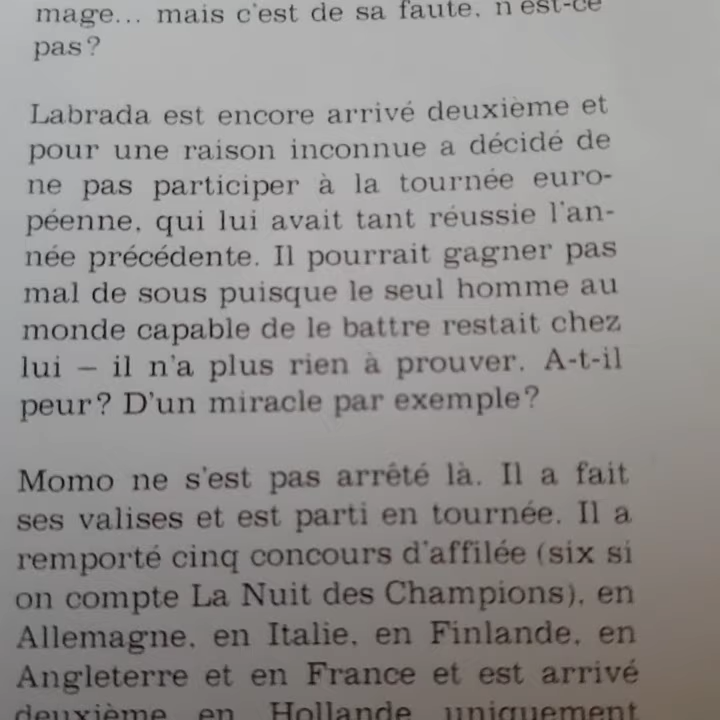 mage... mais c'est de sa faute, n'est-ce
pas?
Labrada est encore arrivé deuxième et
pour une raison inconnue a décidé de
ne pas participer à la tournée euro-
péenne, qui lui avait tant réussie l'an-
née précédente. Il pourrait gagner pas
mal de sous puisque le seul homme au
monde capable de le battre restait chez
lui – il n'a plus rien à prouver. A-t-il
peur? D'un miracle par exemple?
Momo ne s'est pas arrêté là. Il a fait
ses valises et est parti en tournée. Il a
remporté cinq concours d'affilée (six si
on compte La Nuit des Champions), en
Allemagne, en Italie, en Finlande, en
Angleterre et en France et est arrivé
deuxième en Hollande uniquement